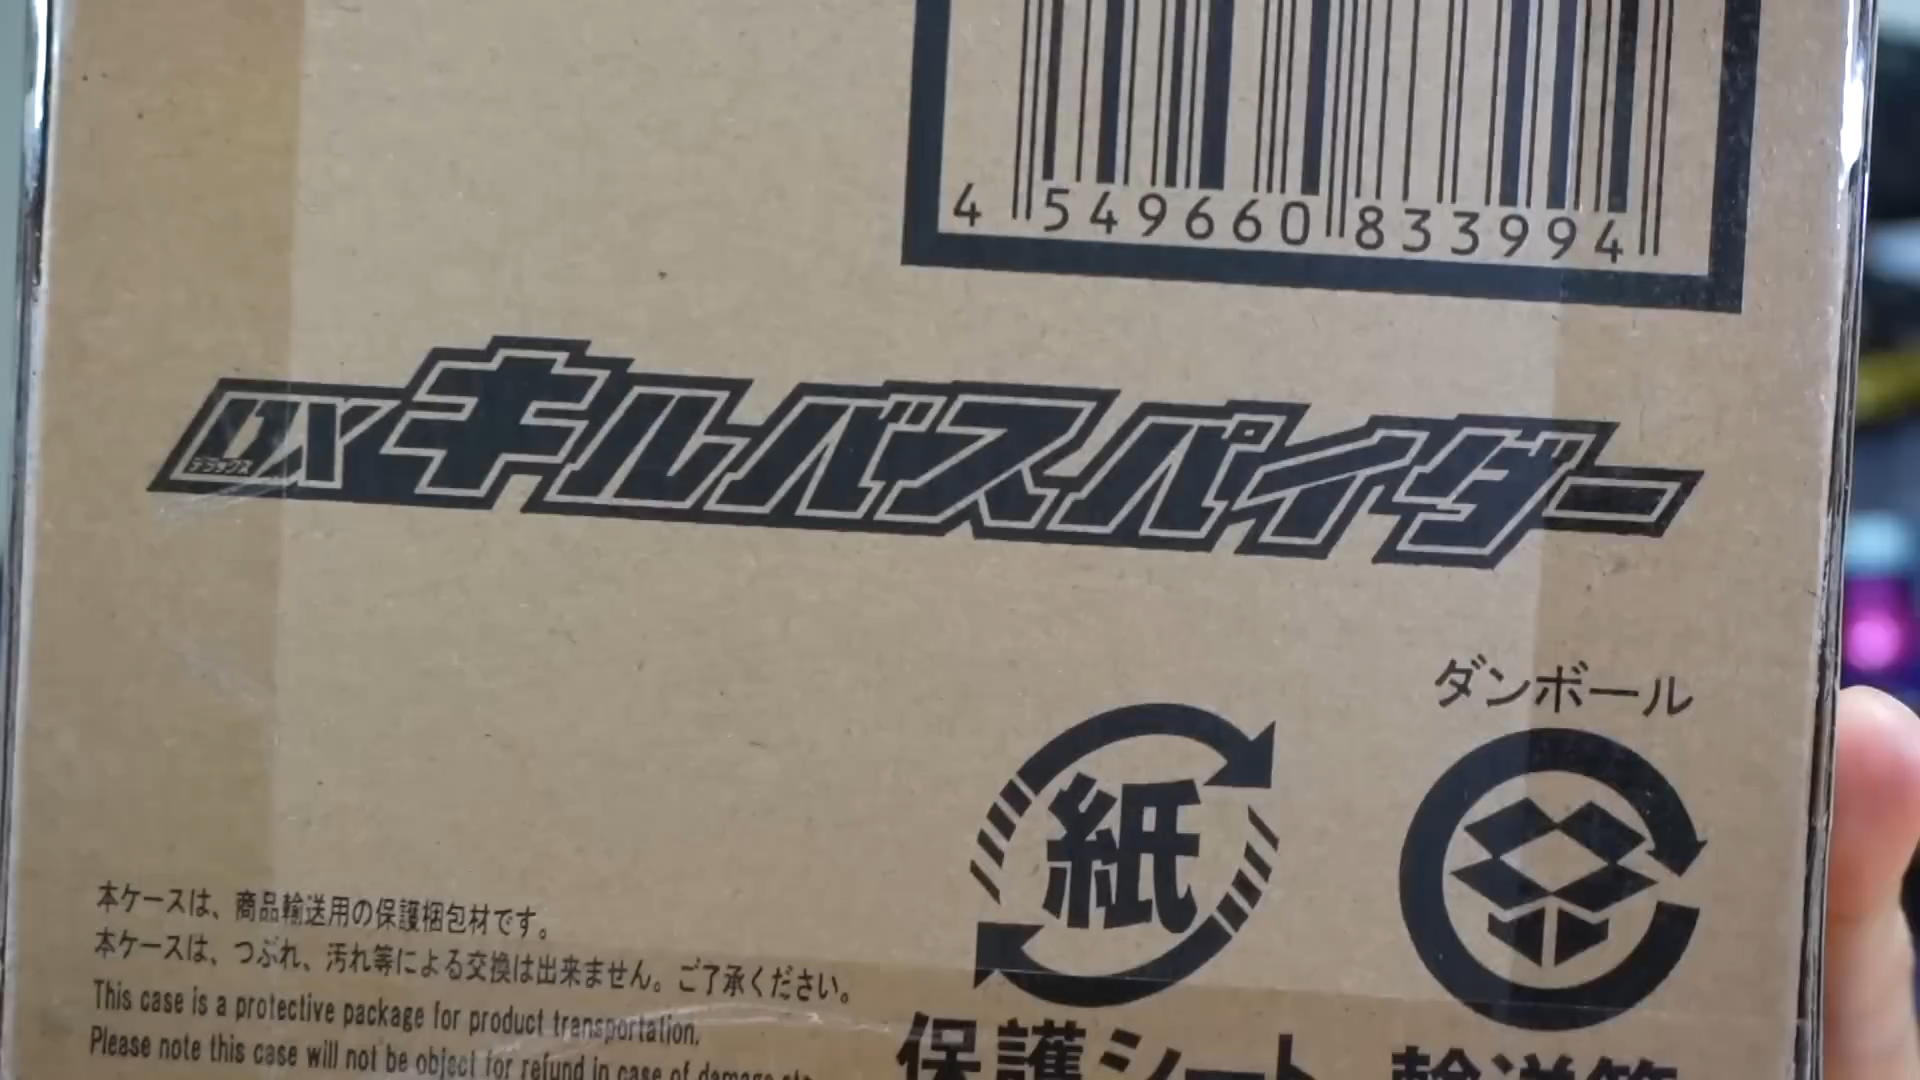 4 549660 833994
DXキルバスパイダー
デラックス
ダンボール
紙
本ケースは、商品輸送用の保護梱包材です。
本ケースは、つぶれ、汚れ等による交換は出来ません。ご了承ください。
This case is a protective package for product transportation.
Please note this case will not be object for refund in case of damage etc
保護シート
輸送箱